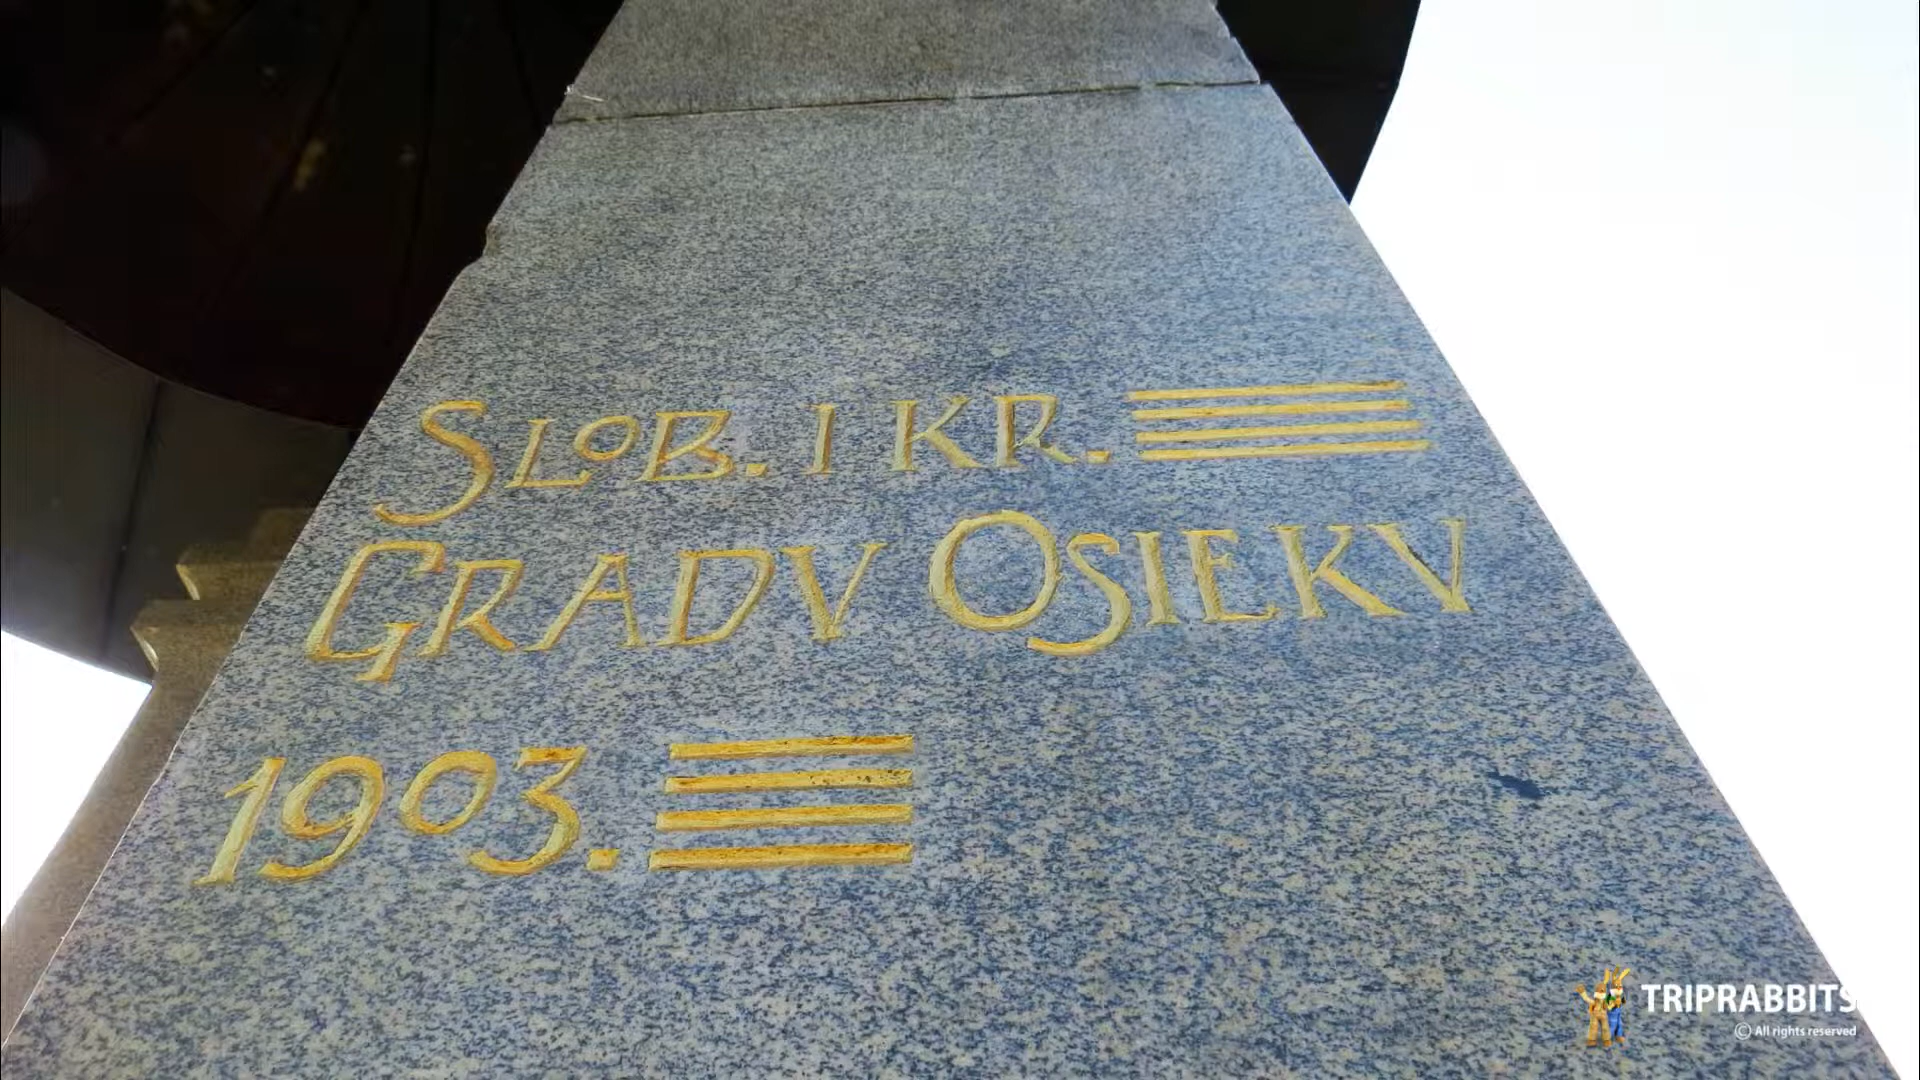 SLOB. I KR.
GRADV OSIEKV
1903.
TRIPRABBITS
© All rights reserved